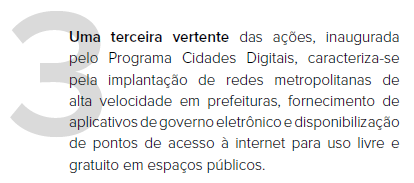 3
Uma terceira vertente das ações, inaugurada
pelo Programa Cidades Digitais, caracteriza-se
pela implantação de redes metropolitanas de
alta velocidade em prefeituras, fornecimento de
aplicativos de governo eletrônico e disponibilização
de pontos de acesso à internet para uso livre e
gratuito em espaços públicos.